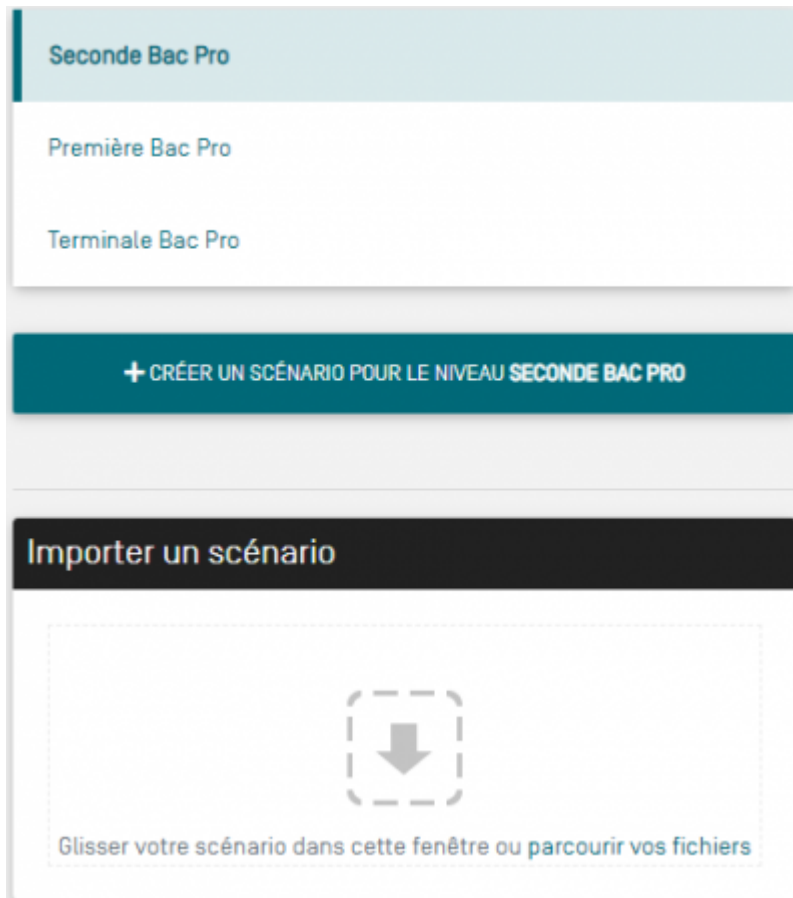 Seconde Bac Pro
Première Bac Pro
Terminale Bac Pro
+ CRÉER UN SCÉNARIO POUR LE NIVEAU SECONDE BAC PRO
Importer un scénario
Glisser votre scénario dans cette fenêtre ou parcourir vos fichiers